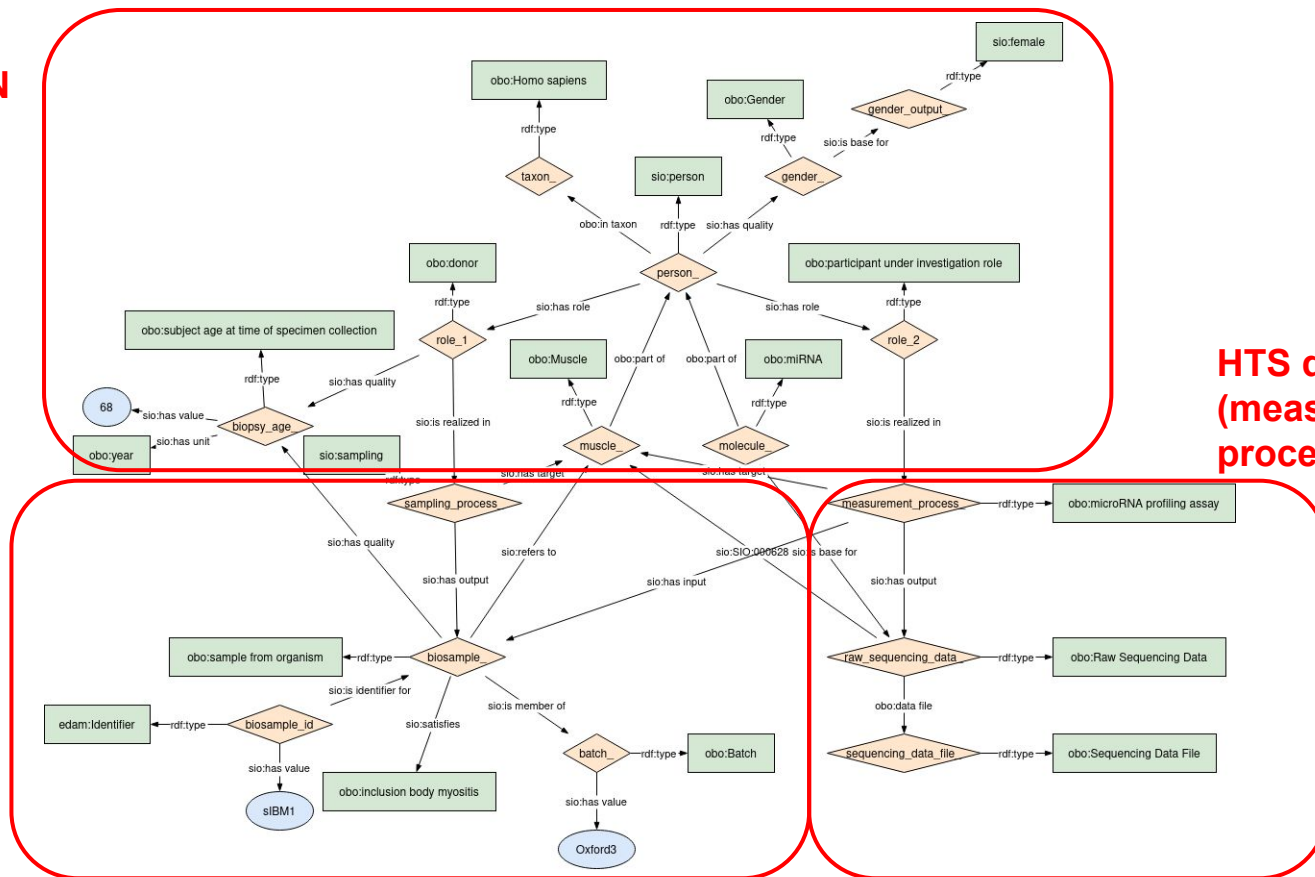 N
sio:female
obo:Homo sapiens
rdf:type
obo:Gender
gender_output_
rdf:type
rdf:type
sio:is base for
sio:person
taxon_
gender_
obo:in taxon
rdf:type
sio:has quality
obo:donor
obo:participant under investigation role
person_
rdf:type
sio:has role
sio:has role
rdf:type
obo:subject age at time of specimen collection
role_1
role_2
obo:Muscle
obo:part of
obo:part of
obo:miRNA
HTS d
rdf:type
sio:has quality
(meas
68
sio:has value
rdf:type
rdf:type
biopsy_age_
sio:is realized in
sio:is realized in
obo:year
sio:has unit
sio:sampling
muscle_
molecule_
proce
sio:has target
sio:has target
rdf:type
sampling_process_
measurement_process_
rdf:type
obo:microRNA profiling assay
sio:has quality
sio:refers to
sio:SIO:000628
sio:is base for
sio:has output
sio:has input
sio:has output
obo:sample from organism
rdf:type
biosample_
raw_sequencing_data_
rdf:type
obo:Raw Sequencing Data
sio:is identifier for
sio:is member of
obo:data file
edam:Identifier
rdf:type
biosample_id
sio:satisfies
batch_
rdf:type
obo:Batch
sequencing_data_file_
rdf:type
obo:Sequencing Data File
sio:has value
obo:inclusion body myositis
sio:has value
sIBM1
Oxford3